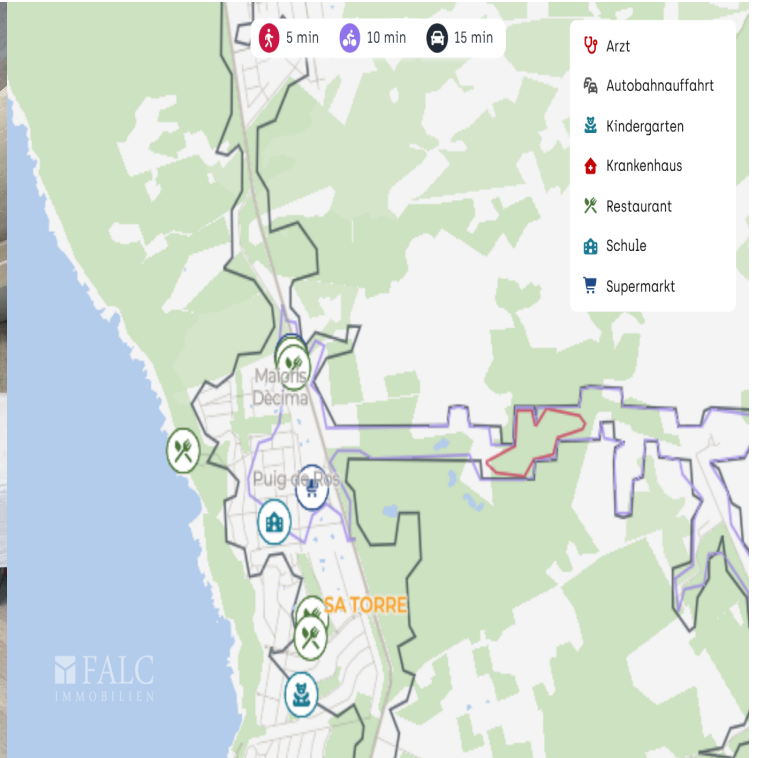 5 min
10 min
15 min
Arzt
Autobahnauffahrt
Kindergarten
Krankenhaus
Restaurant
Schule
Supermarkt
Maioris
Dècima
Puig de Ros
SA TORRE
FALC
IMMOBILIEN